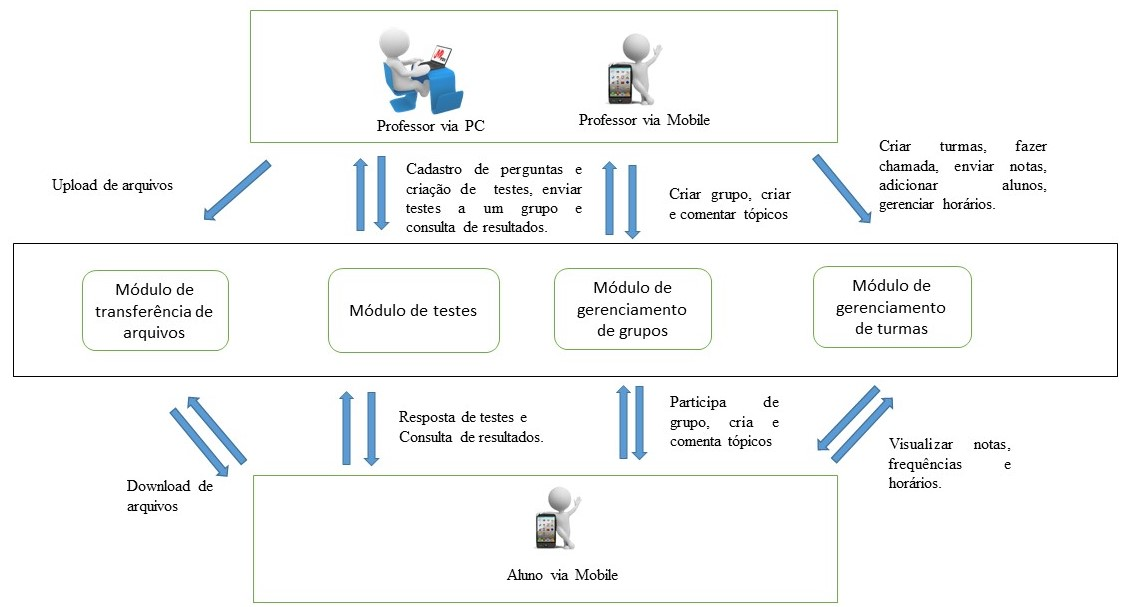 Professor via PC
Professor via Mobile
Upload de arquivos
Cadastro de perguntas e
criação de testes, enviar
testes a um grupo e
consulta de resultados.
Criar grupo, criar
e comentar tópicos
Criar turmas, fazer
chamada, enviar notas,
adicionar alunos,
gerenciar horários.
Módulo de
transferência de
arquivos
Módulo de testes
Módulo de
gerenciamento
de grupos
Módulo de
gerenciamento
de turmas
Download de
arquivos
Resposta de testes e
Consulta de resultados.
Participa de
grupo, cria e
comenta tópicos
Visualizar notas,
frequências e
horários.
Aluno via Mobile